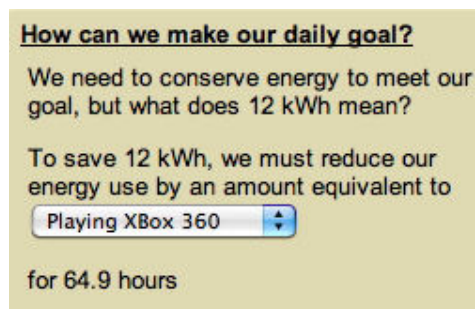 How can we make our daily goal?
We need to conserve energy to meet our
goal, but what does 12 kWh mean?
To save 12 kWh, we must reduce our
energy use by an amount equivalent to
Playing XBox 360
for 64.9 hours